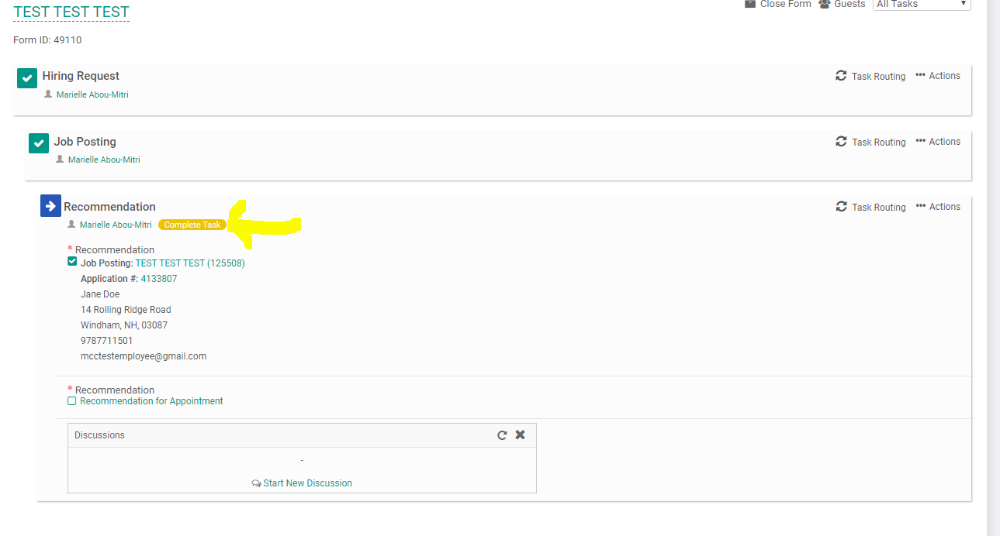 TEST TEST TEST
Close Form Guests All Tasks
Form ID: 49110
Hiring Request
Task Routing ••• Actions
Marielle Abou-Mitri
Job Posting
Task Routing ••• Actions
Marielle Abou-Mitri
Recommendation
Task Routing ••• Actions
Marielle Abou-Mitri Complete Task
* Recommendation
Job Posting: TEST TEST TEST (125508)
Application #: 4133807
Jane Doe
14 Rolling Ridge Road
Windham, NH, 03087
9787711501
mcctestemployee@gmail.com
* Recommendation
Recommendation for Appointment
Discussions
-
Start New Discussion